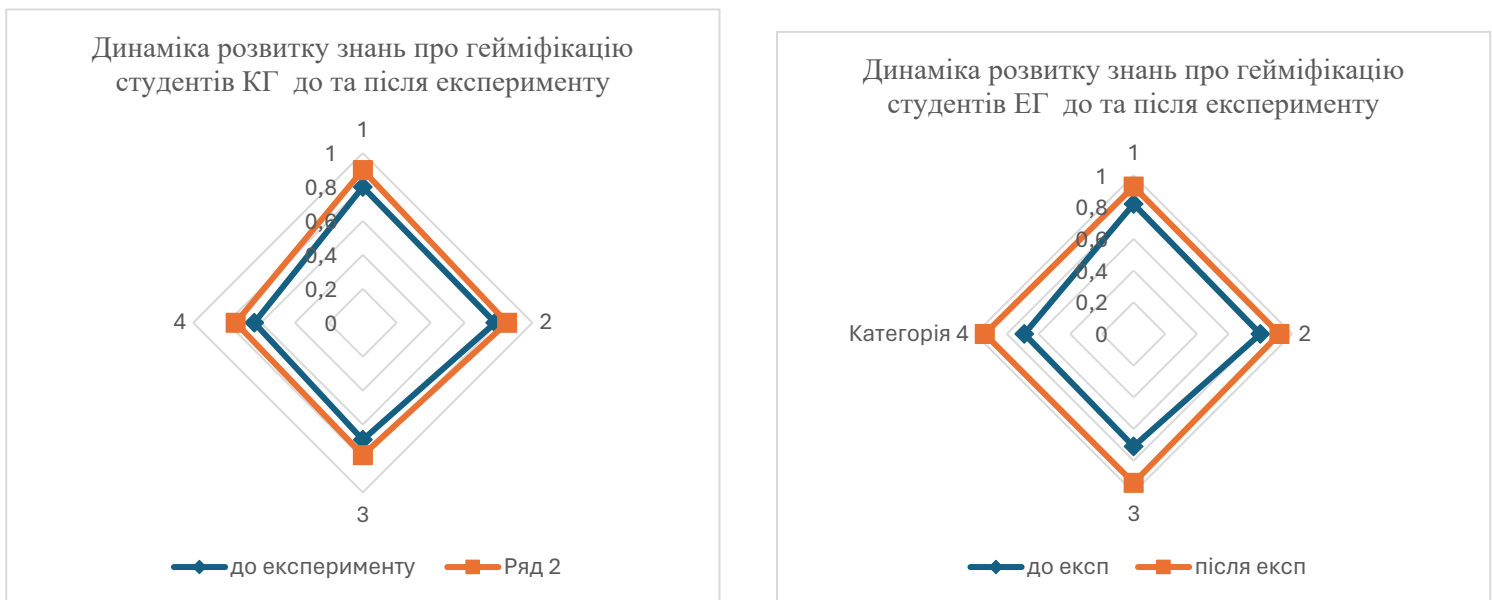 Динаміка розвитку знань про гейміфікацію
студентів КГ до та після експерименту
1
1
0,8
0,6
0,4
0,2
0
4
2
3
до експерименту
Ряд 2
Динаміка розвитку знань про гейміфікацію
студентів ЕГ до та після експерименту
1
1
0,8
0,6
0,4
0,2
0
Категорія 4
2
3
до експ
після експ